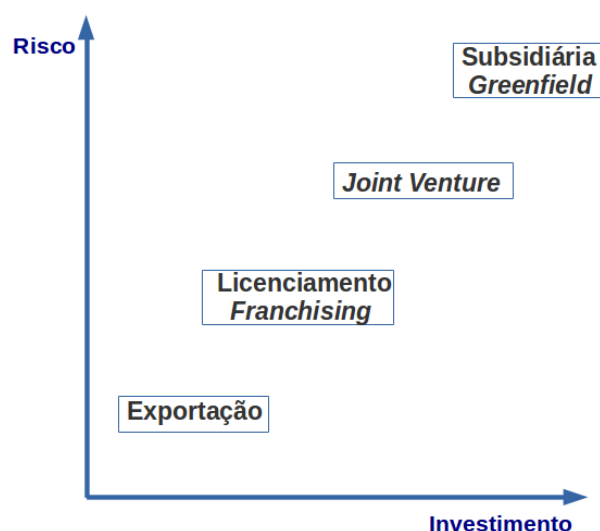 Risco
Subsidiária
Greenfield
Joint Venture
Licenciamento
Franchising
Exportação
Investimento